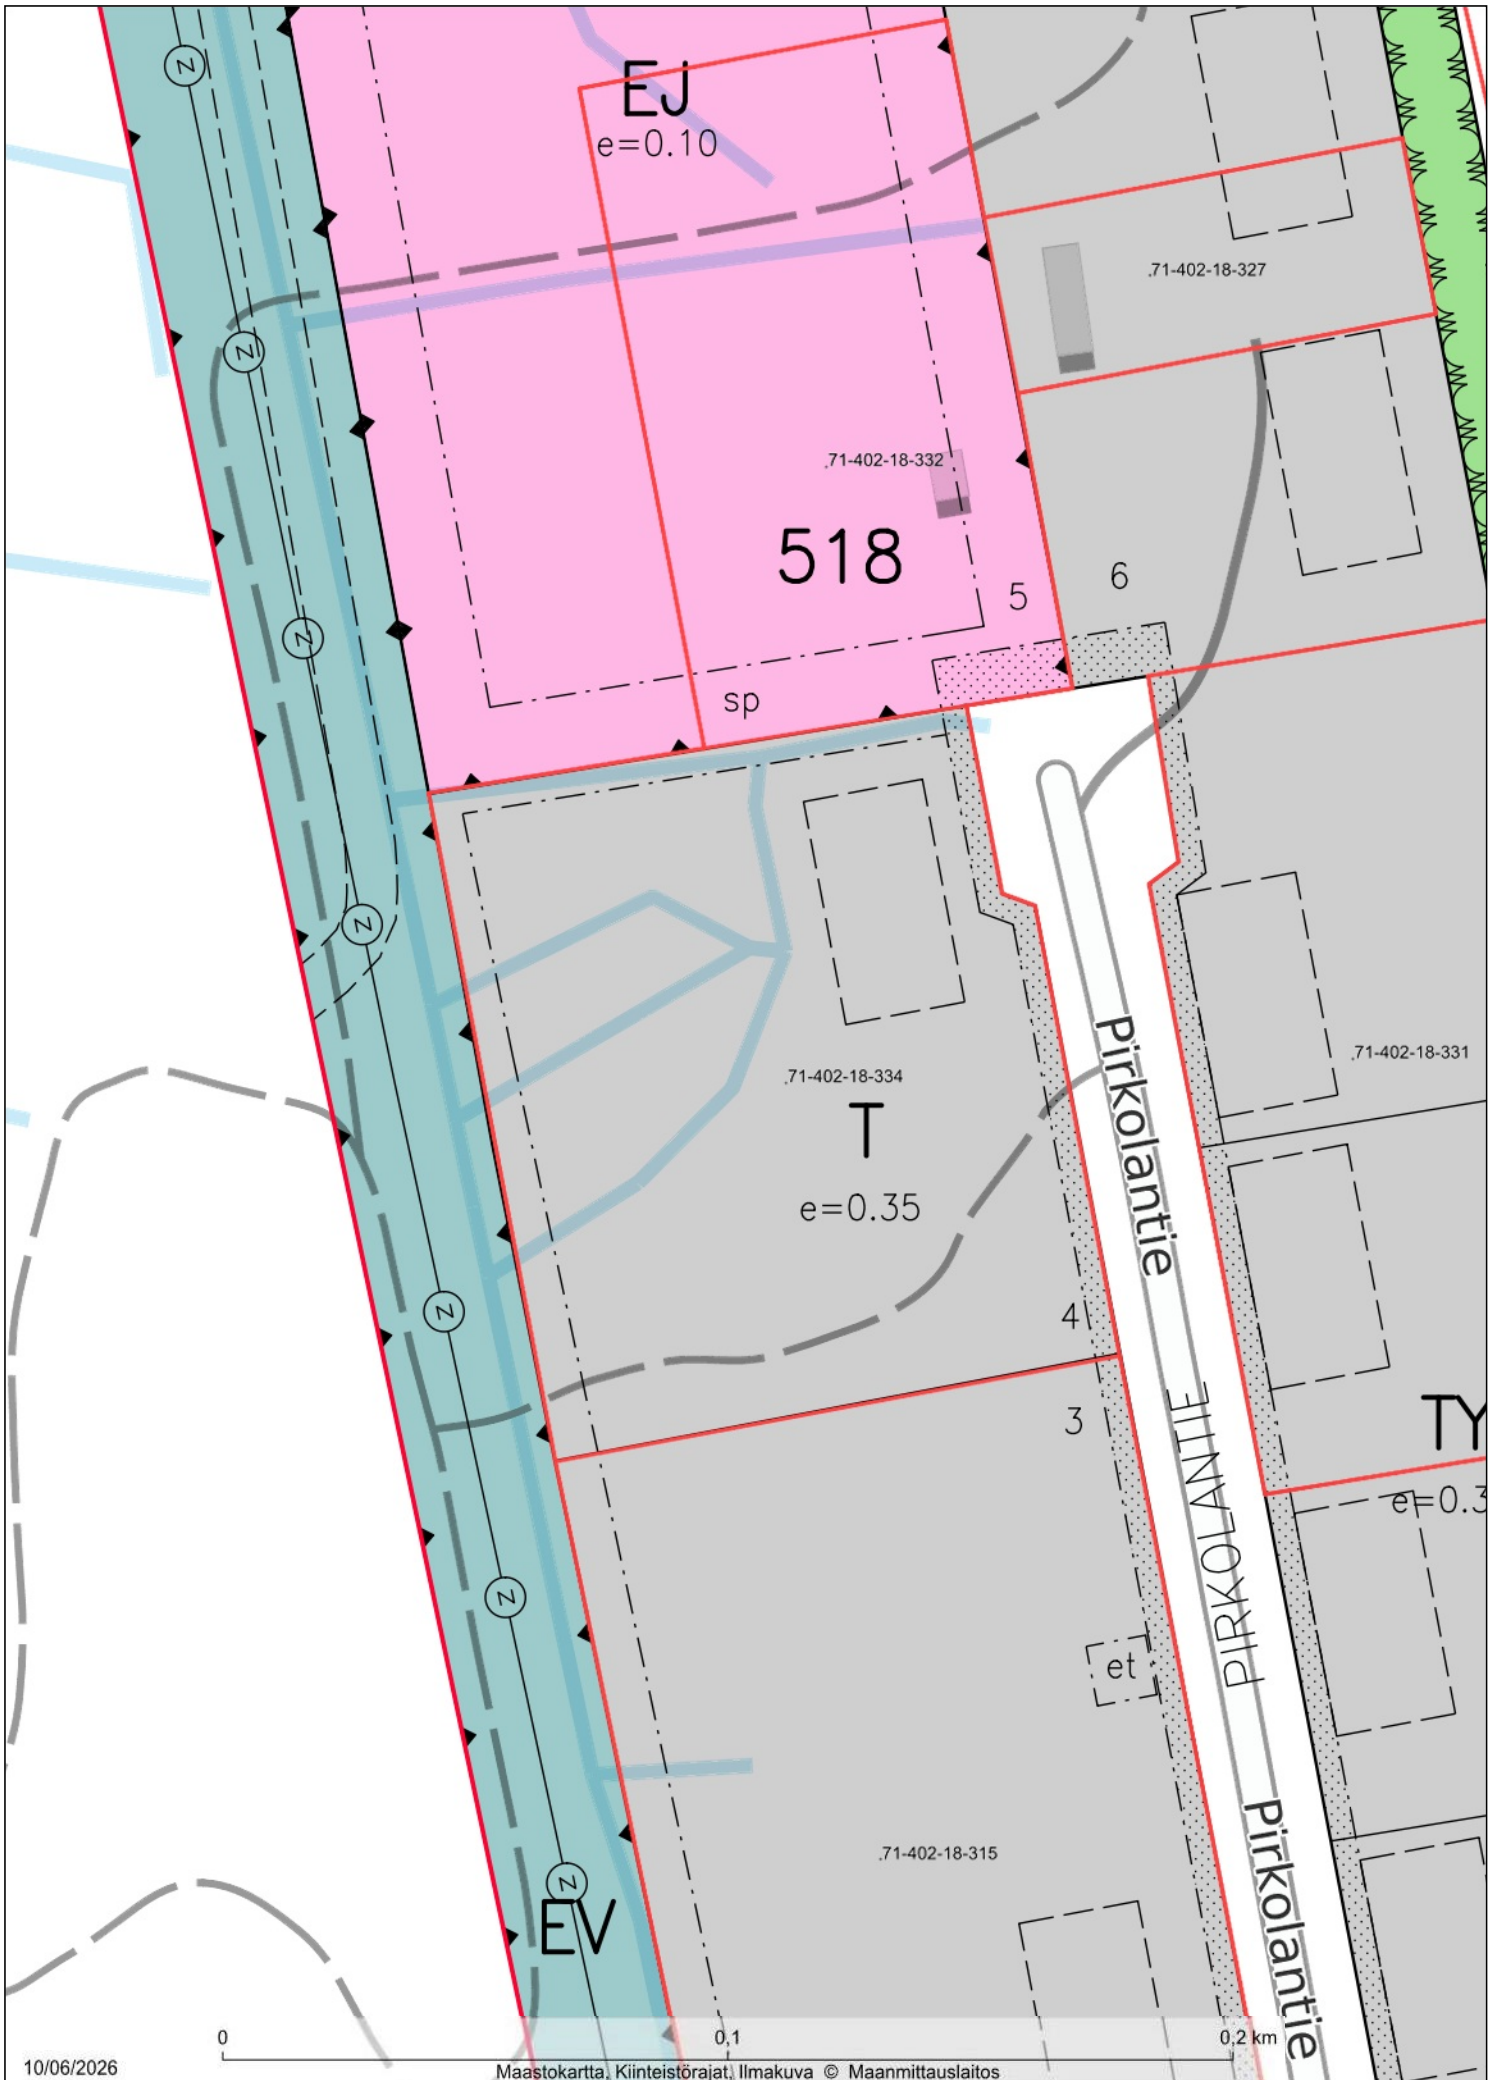 Z
EJ
e=0.10
.71-402-18-327
Z
.71-402-18-332
518
5
6
Z
sp
Z
Pirkolantie
.71-402-18-331
.71-402-18-334
T
e=0.35
Z
4
3
PIRKOLANTIE
TY
e=0.3
Z
et
Pirkolantie
.71-402-18-315
Z
EV
0
0,1
0,2 km
10/06/2026
Maastokartta, Kiinteistörajat, Ilmakuva © Maanmittauslaitos